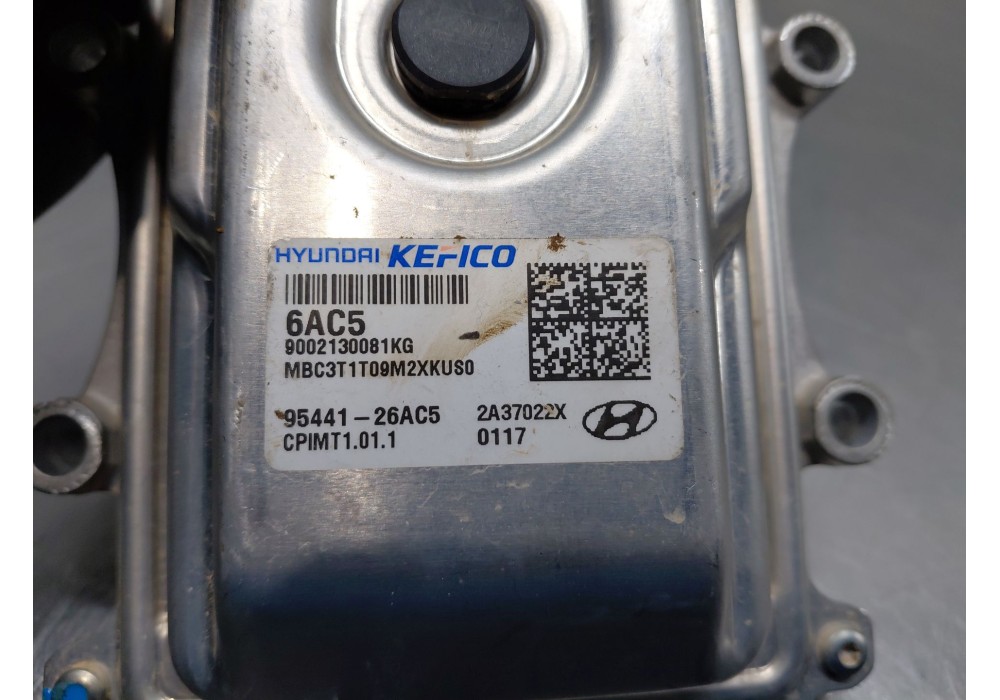 HYUNDAI KEFICO
6AC5
9002130081KG
MBC3T1T09M2XKUS0
95441-26AC5 2A37022X
CPIMT1.01.1 0117